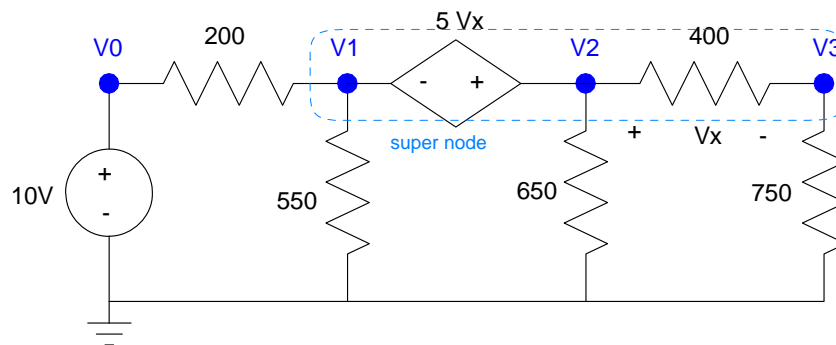 5 Vx
V0 200 V1 V2 400 V3
- +
super node + Vx -
10V + 550 650 750
-